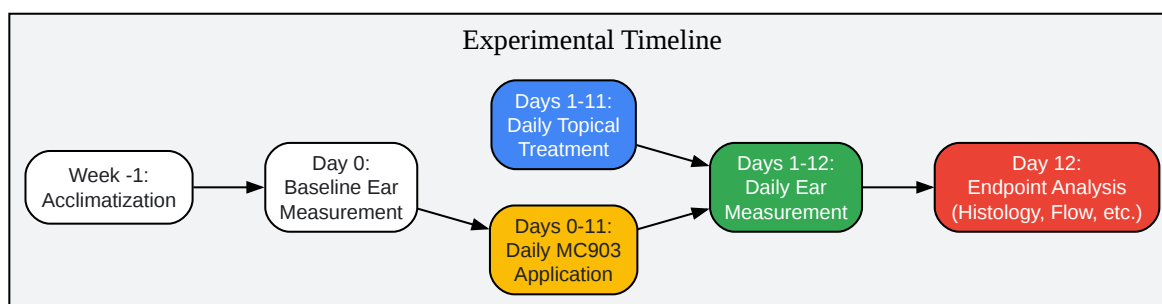 Experimental Timeline
Week -1:
Acclimatization
Day 0:
Baseline Ear
Measurement
Days 1-11:
Daily Topical
Treatment
Days 0-11:
Daily MC903
Application
Days 1-12:
Daily Ear
Measurement
Day 12:
Endpoint Analysis
(Histology, Flow, etc.)